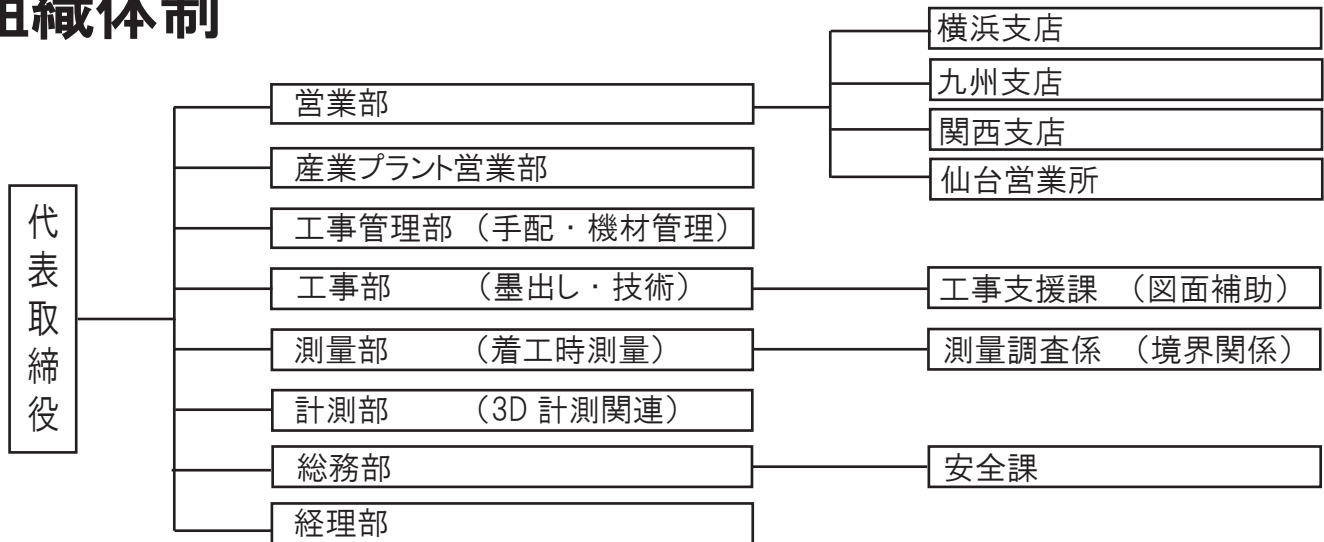 組織体制
代表取締役
営業部
産業プラント営業部
工事管理部 (手配・機材管理)
工事部 (墨出し・技術)
測量部 (着工時測量)
計測部 (3D 計測関連)
総務部
経理部
横浜支店
九州支店
関西支店
仙台営業所
工事支援課 (図面補助)
測量調査係 (境界関係)
安全課